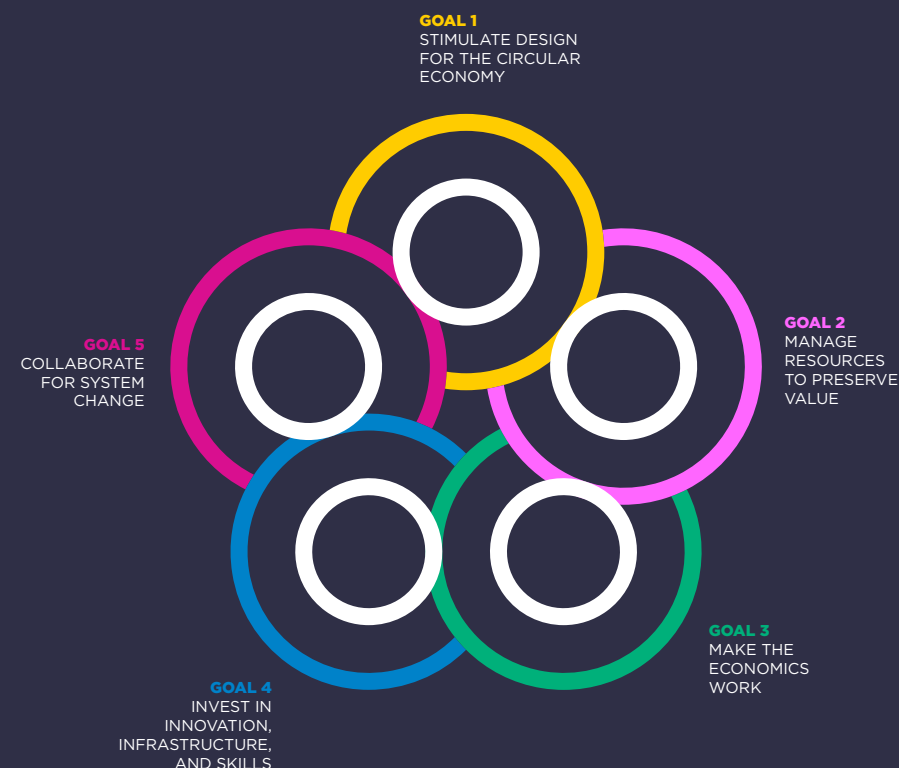 GOAL 1
STIMULATE DESIGN
FOR THE CIRCULAR
ECONOMY
GOAL 2
MANAGE
RESOURCES
TO PRESERVE
VALUE
GOAL 5
COLLABORATE
FOR SYSTEM
CHANGE
GOAL 3
MAKE THE
ECONOMICS
WORK
GOAL 4
INVEST IN
INNOVATION,
INFRASTRUCTURE,
AND SKILLS